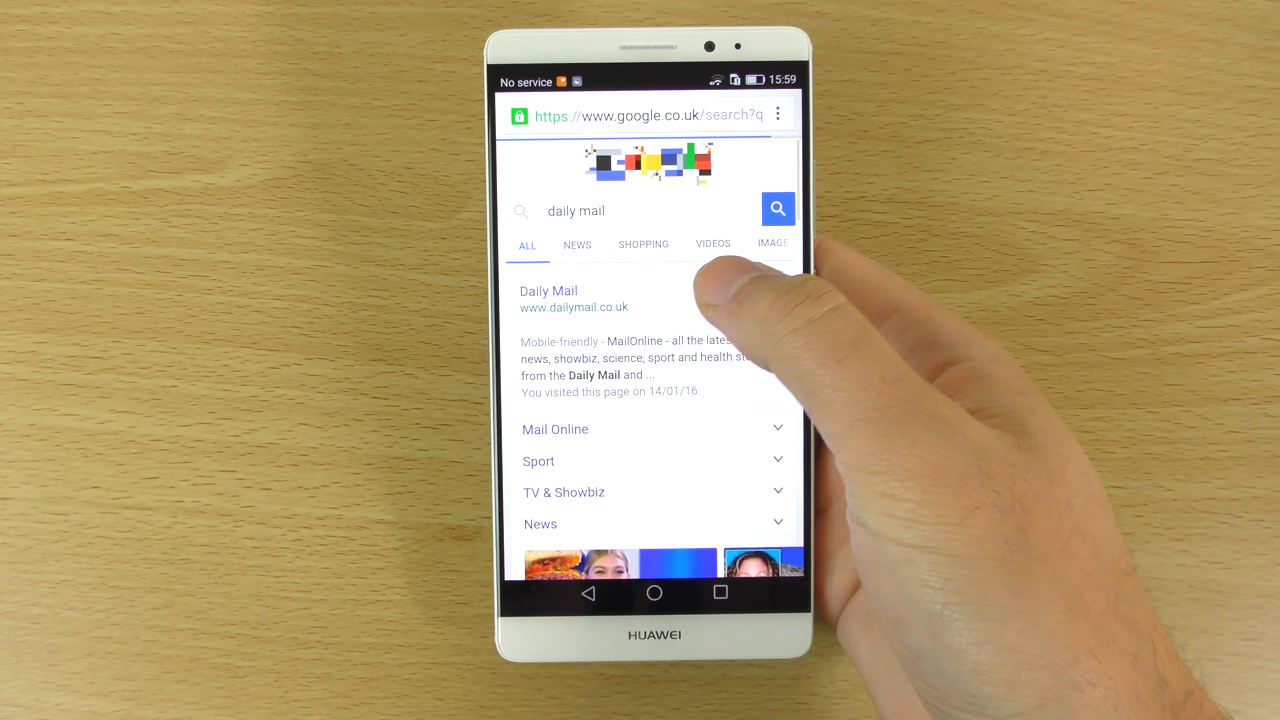 No service 15:59
https://www.google.co.uk/search?q
daily mail
ALL NEWS SHOPPING VIDEOS IMAGE
Daily Mail
www.dailymail.co.uk
Mobile-friendly - MailOnline - all the lates
news, showbiz, science, sport and health sto
from the Daily Mail and ...
You visited this page on 14/01/16.
Mail Online
Sport
TV & Showbiz
News
HUAWEI